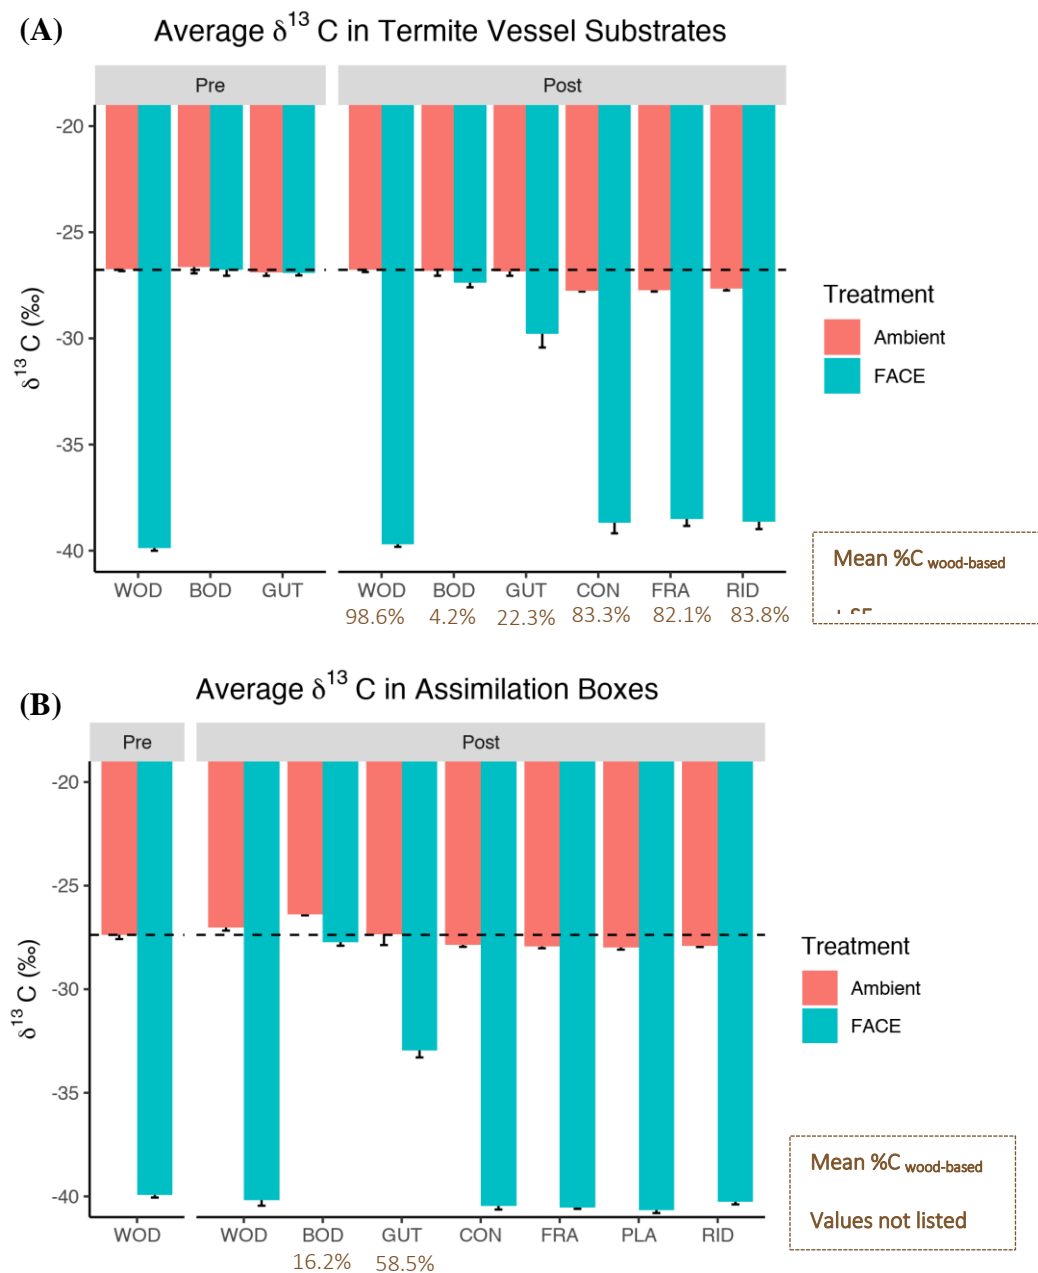 (A)
Average δ¹³ C in Termite Vessel Substrates
Pre
Post
-20
-25
-30
-35
-40
δ¹³ C (‰)
WOD BOD GUT
WOD BOD GUT CON FRA RID
98.6% 4.2% 22.3% 83.3% 82.1% 83.8%
Treatment
Ambient
FACE
Mean %C wood-based
(B)
Average δ¹³ C in Assimilation Boxes
Pre
Post
-20
-25
-30
-35
-40
δ¹³ C (‰)
WOD
WOD BOD GUT CON FRA PLA RID
16.2% 58.5%
Treatment
Ambient
FACE
Mean %C wood-based
Values not listed